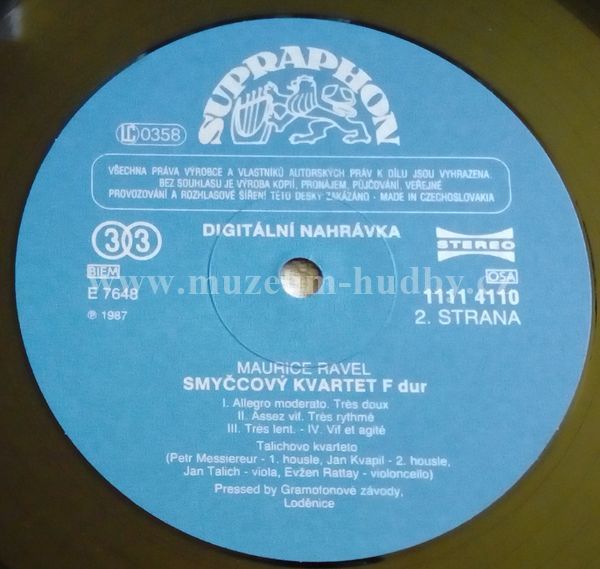 SUPRAPHON
LC 0358
VŠECHNA PRÁVA VÝROBCE A VLASTNÍKŮ AUTORSKÝCH PRÁV K DÍLU JSOU VYHRAZENA.
BEZ SOUHLASU JE VÝROBA KOPIÍ, PRONÁJEM, PŮJČOVÁNÍ, VEŘEJNÉ
PROVOZOVÁNÍ A ROZHLASOVÉ ŠÍŘENÍ TÉTO DESKY ZAKÁZÁNO - MADE IN CZECHOSLOVAKIA
33
DIGITÁLNÍ NAHRÁVKA
STEREO
BIEM
OSA
www.muzeum-hudby.cz
E 7648
1111 4110
℗ 1987
2. STRANA
MAURICE RAVEL
SMYČCOVÝ KVARTET F dur
I. Allegro moderato. Très doux
II. Assez vif. Très rythmé
III. Très lent. - IV. Vif et agité
Talichovo kvarteto
(Petr Messiereur - 1. housle, Jan Kvapil - 2. housle,
Jan Talich - viola, Evžen Rattay - violoncello)
Pressed by Gramofonové závody,
Loděnice